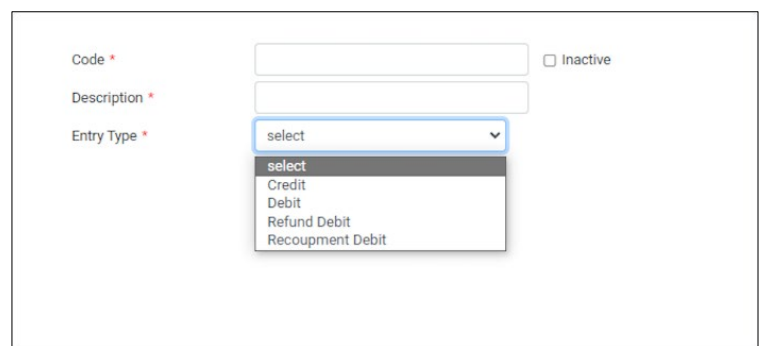 Code * Inactive
Description *
Entry Type * select
select
Credit
Debit
Refund Debit
Recoupment Debit